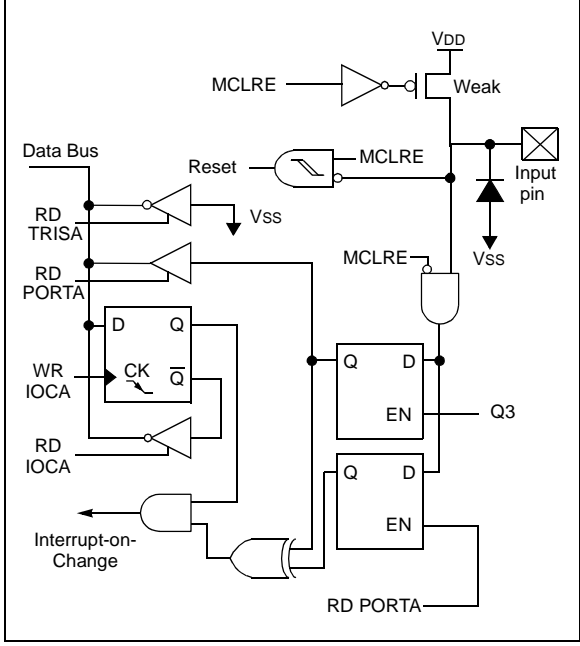 VDD
MCLRE
Weak
Data Bus
MCLRE
Reset
Input
pin
RD
TRISA
VSS
MCLRE
VSS
RD
PORTA
D
Q
Q
D
WR
IOCA
CK
Q
EN
Q3
RD
IOCA
Q
D
EN
Interrupt-on-
Change
RD PORTA